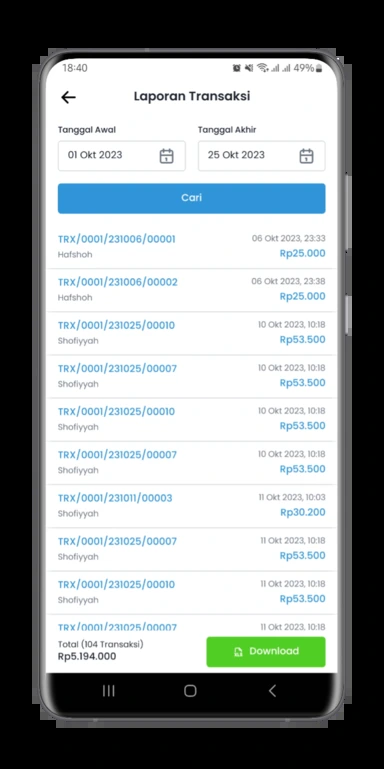 18:40 49%
Laporan Transaksi
Tanggal Awal Tanggal Akhir
01 Okt 2023 25 Okt 2023
Cari
TRX/0001/231006/00001 06 Okt 2023, 23:33
Hafshoh Rp25.000
TRX/0001/231006/00002 06 Okt 2023, 23:38
Hafshoh Rp25.000
TRX/0001/231025/00010 10 Okt 2023, 10:18
Shofiyyah Rp53.500
TRX/0001/231025/00007 10 Okt 2023, 10:18
Shofiyyah Rp53.500
TRX/0001/231025/00010 10 Okt 2023, 10:18
Shofiyyah Rp53.500
TRX/0001/231025/00007 10 Okt 2023, 10:18
Shofiyyah Rp53.500
TRX/0001/231011/00003 11 Okt 2023, 10:03
Shofiyyah Rp30.200
TRX/0001/231025/00007 11 Okt 2023, 10:18
Shofiyyah Rp53.500
TRX/0001/231025/00010 11 Okt 2023, 10:18
Shofiyyah Rp53.500
TRX/0001/231025/00007 11 Okt 2023, 10:18
Total (104 Transaksi)
Rp5.194.000 Download